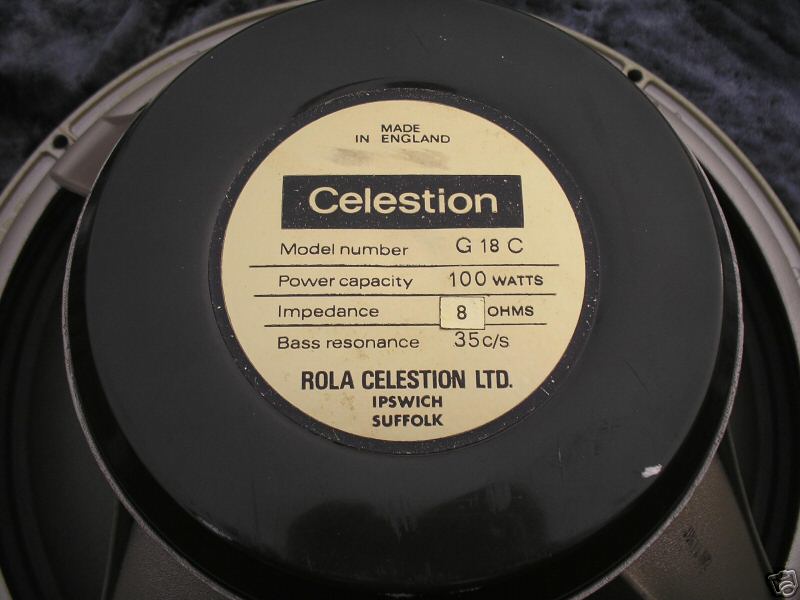 MADE
IN ENGLAND
Celestion
Model number G 18 C
Power capacity 100 WATTS
Impedance 8 OHMS
Bass resonance 35c/s
ROLA CELESTION LTD.
IPSWICH
SUFFOLK